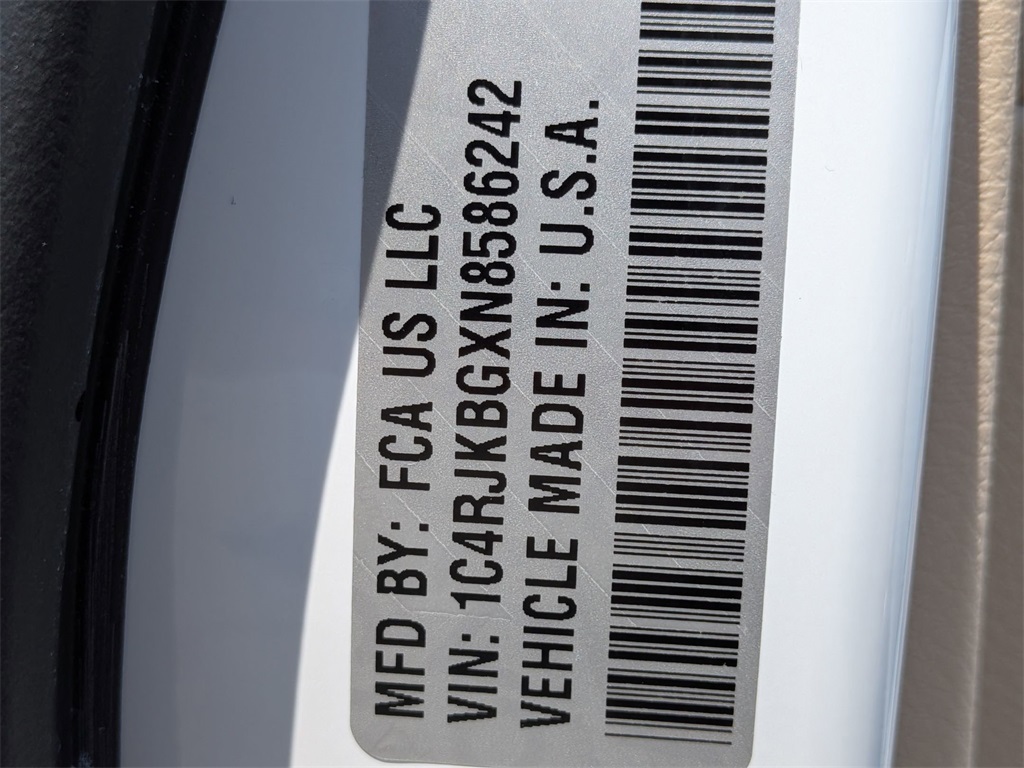 MFD BY: FCA US LLC
VIN: 1C4RJKBGXN8586242
VEHICLE MADE IN: U.S.A.